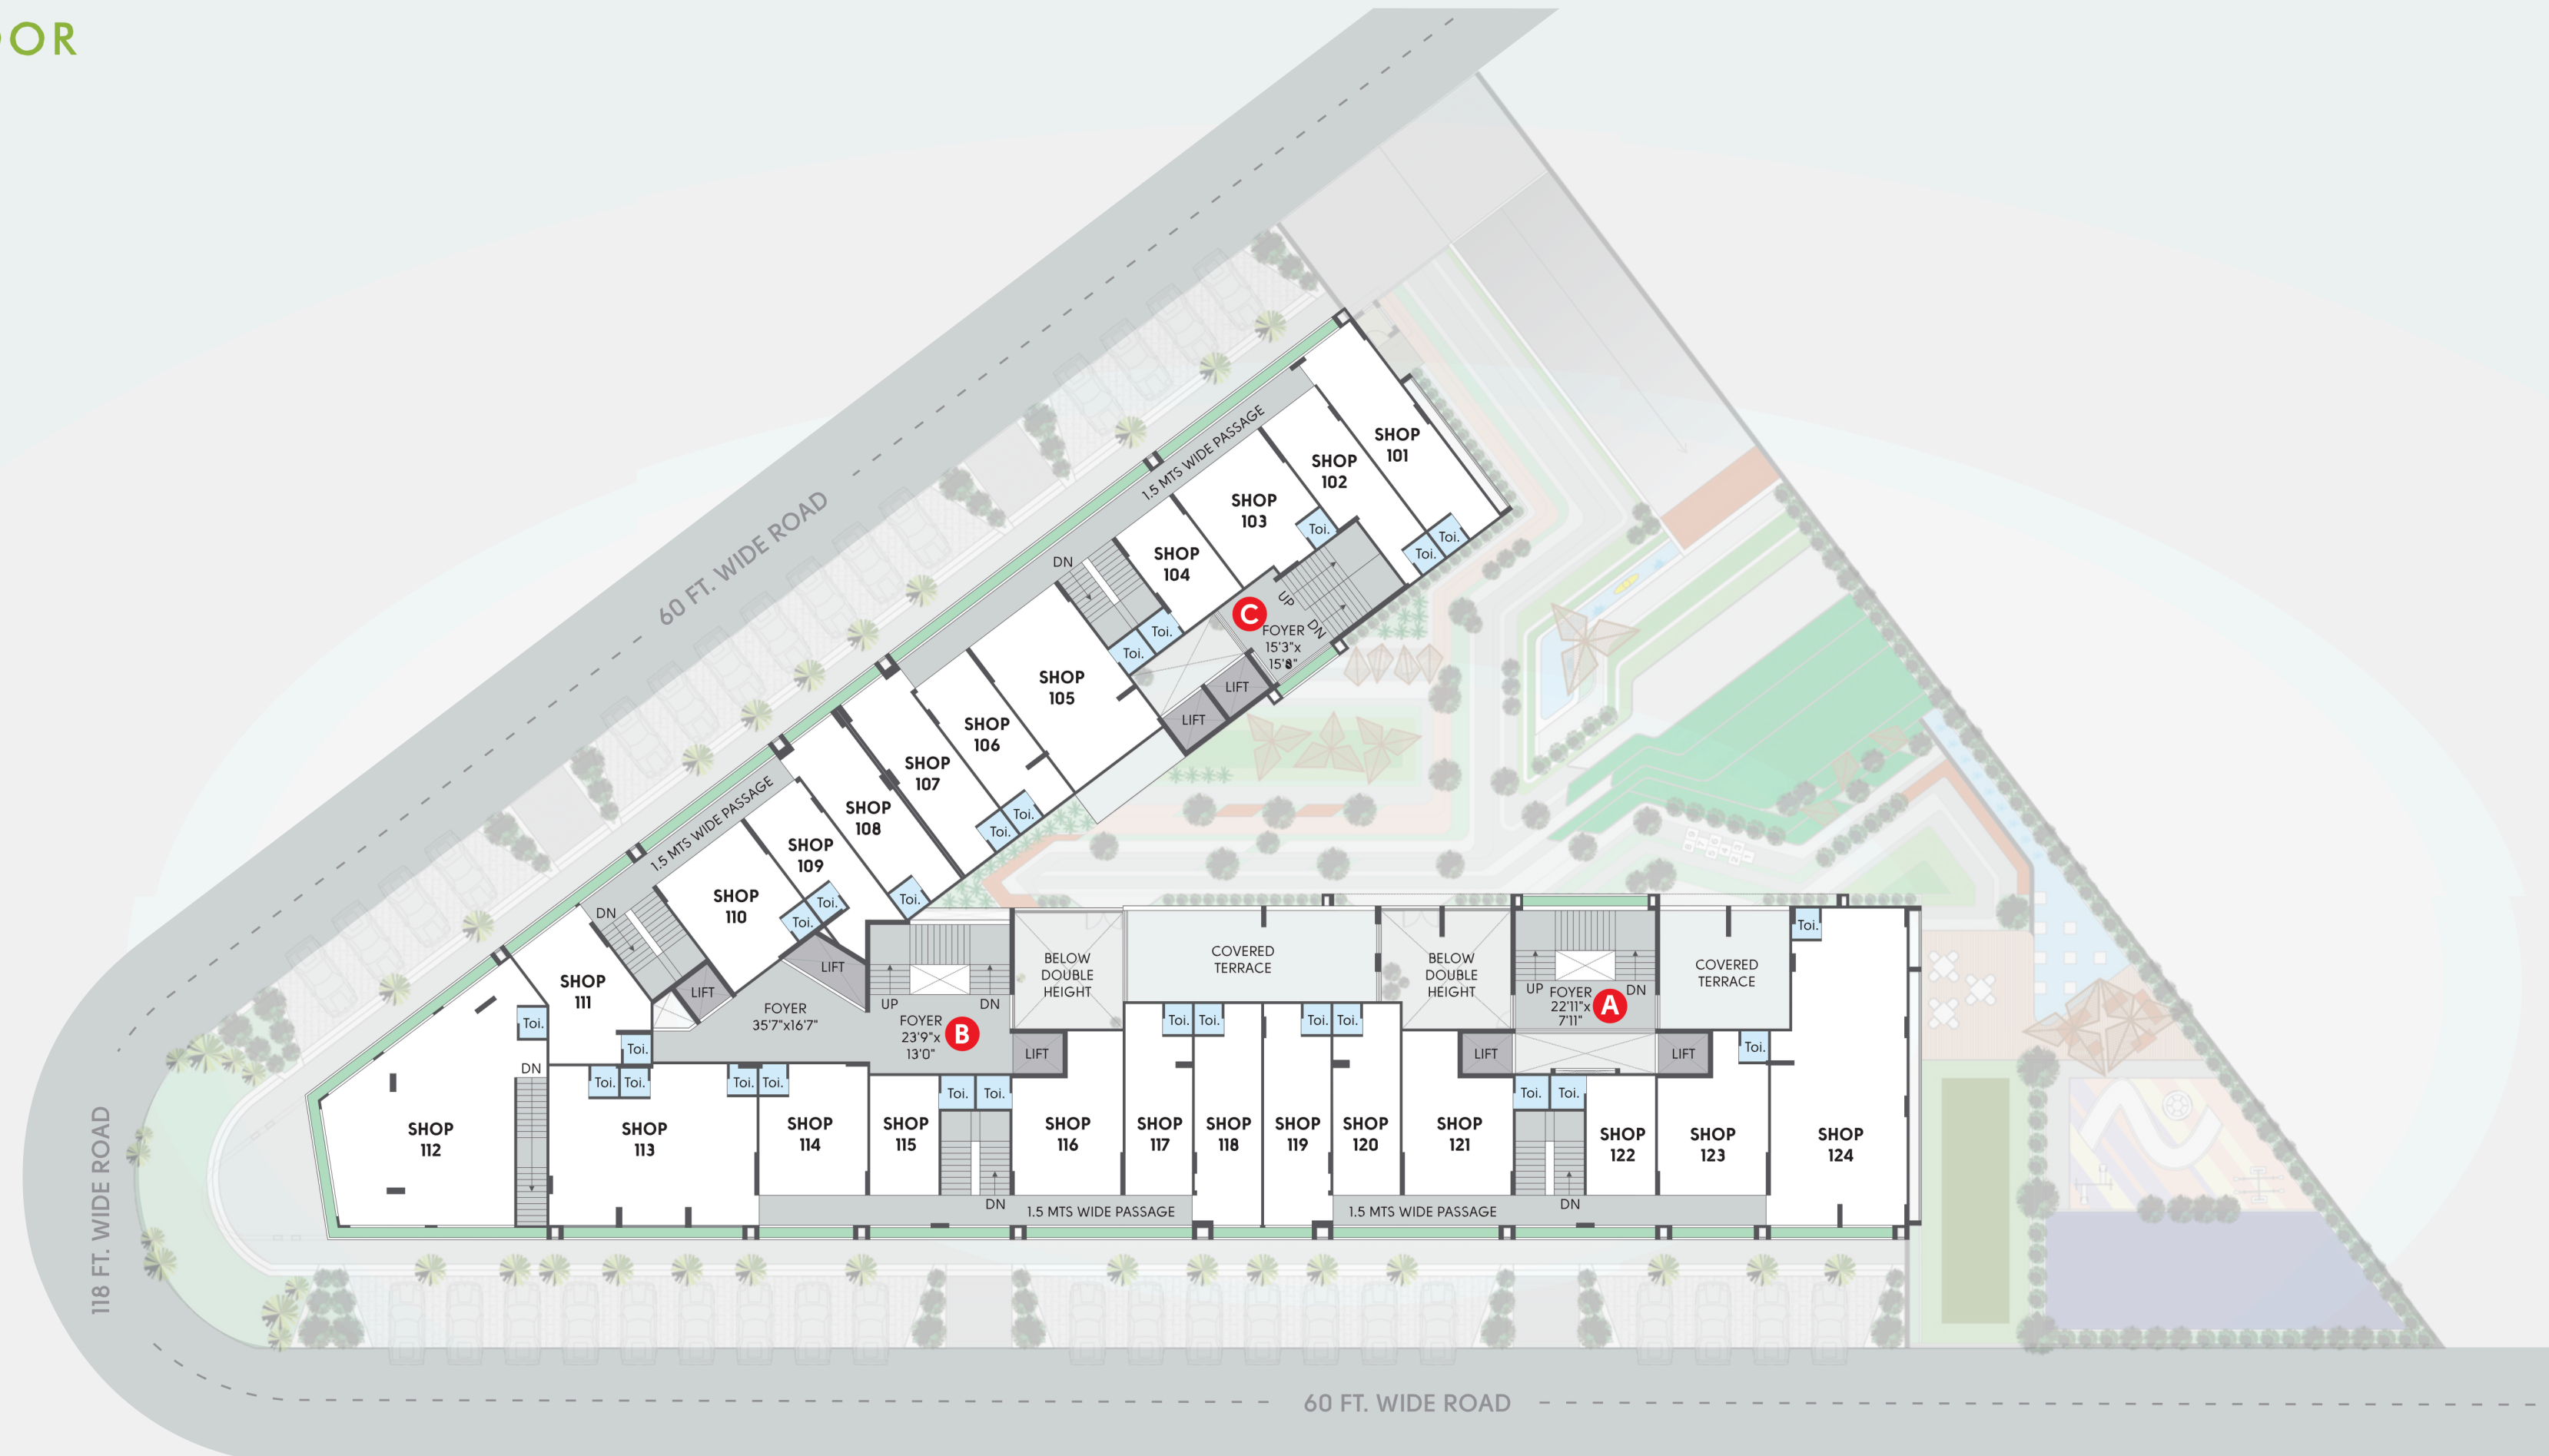 OOR
60 FT. WIDE ROAD
118 FT. WIDE ROAD
60 FT. WIDE ROAD
1.5 MTS WIDE PASSAGE
SHOP
101
SHOP
102
SHOP
103
SHOP
104
Toi.
Toi.
Toi.
DN
Toi.
Toi.
C
UP
DN
FOYER
15'3"x
LIFT
LIFT
SHOP
105
SHOP
106
SHOP
107
SHOP
108
Toi.
Toi.
1.5 MTS WIDE PASSAGE
SHOP
109
SHOP
110
Toi.
Toi.
Toi.
DN
SHOP
111
LIFT
LIFT
FOYER
35'7"x16'7"
UP
DN
FOYER
23'9"x
13'0"
B
LIFT
BELOW
DOUBLE
HEIGHT
COVERED
TERRACE
BELOW
DOUBLE
HEIGHT
UP
DN
FOYER
22'11"x
7'11"
A
COVERED
TERRACE
Toi.
Toi.
Toi.
DN
Toi.
Toi.
Toi.
Toi.
Toi.
Toi.
Toi.
Toi.
Toi.
Toi.
LIFT
LIFT
Toi.
Toi.
Toi.
SHOP
112
SHOP
113
SHOP
114
SHOP
115
SHOP
116
SHOP
117
SHOP
118
SHOP
119
SHOP
120
SHOP
121
SHOP
122
SHOP
123
SHOP
124
DN
1.5 MTS WIDE PASSAGE
1.5 MTS WIDE PASSAGE
DN
60 FT. WIDE ROAD